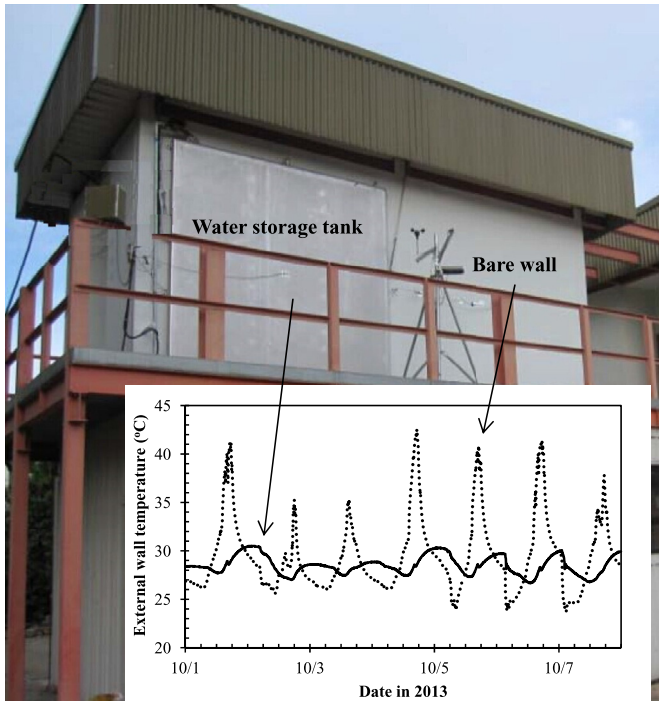 Water storage tank
Bare wall
External wall temperature (°C)
45
40
35
30
25
20
10/1 10/3 10/5 10/7
Date in 2013